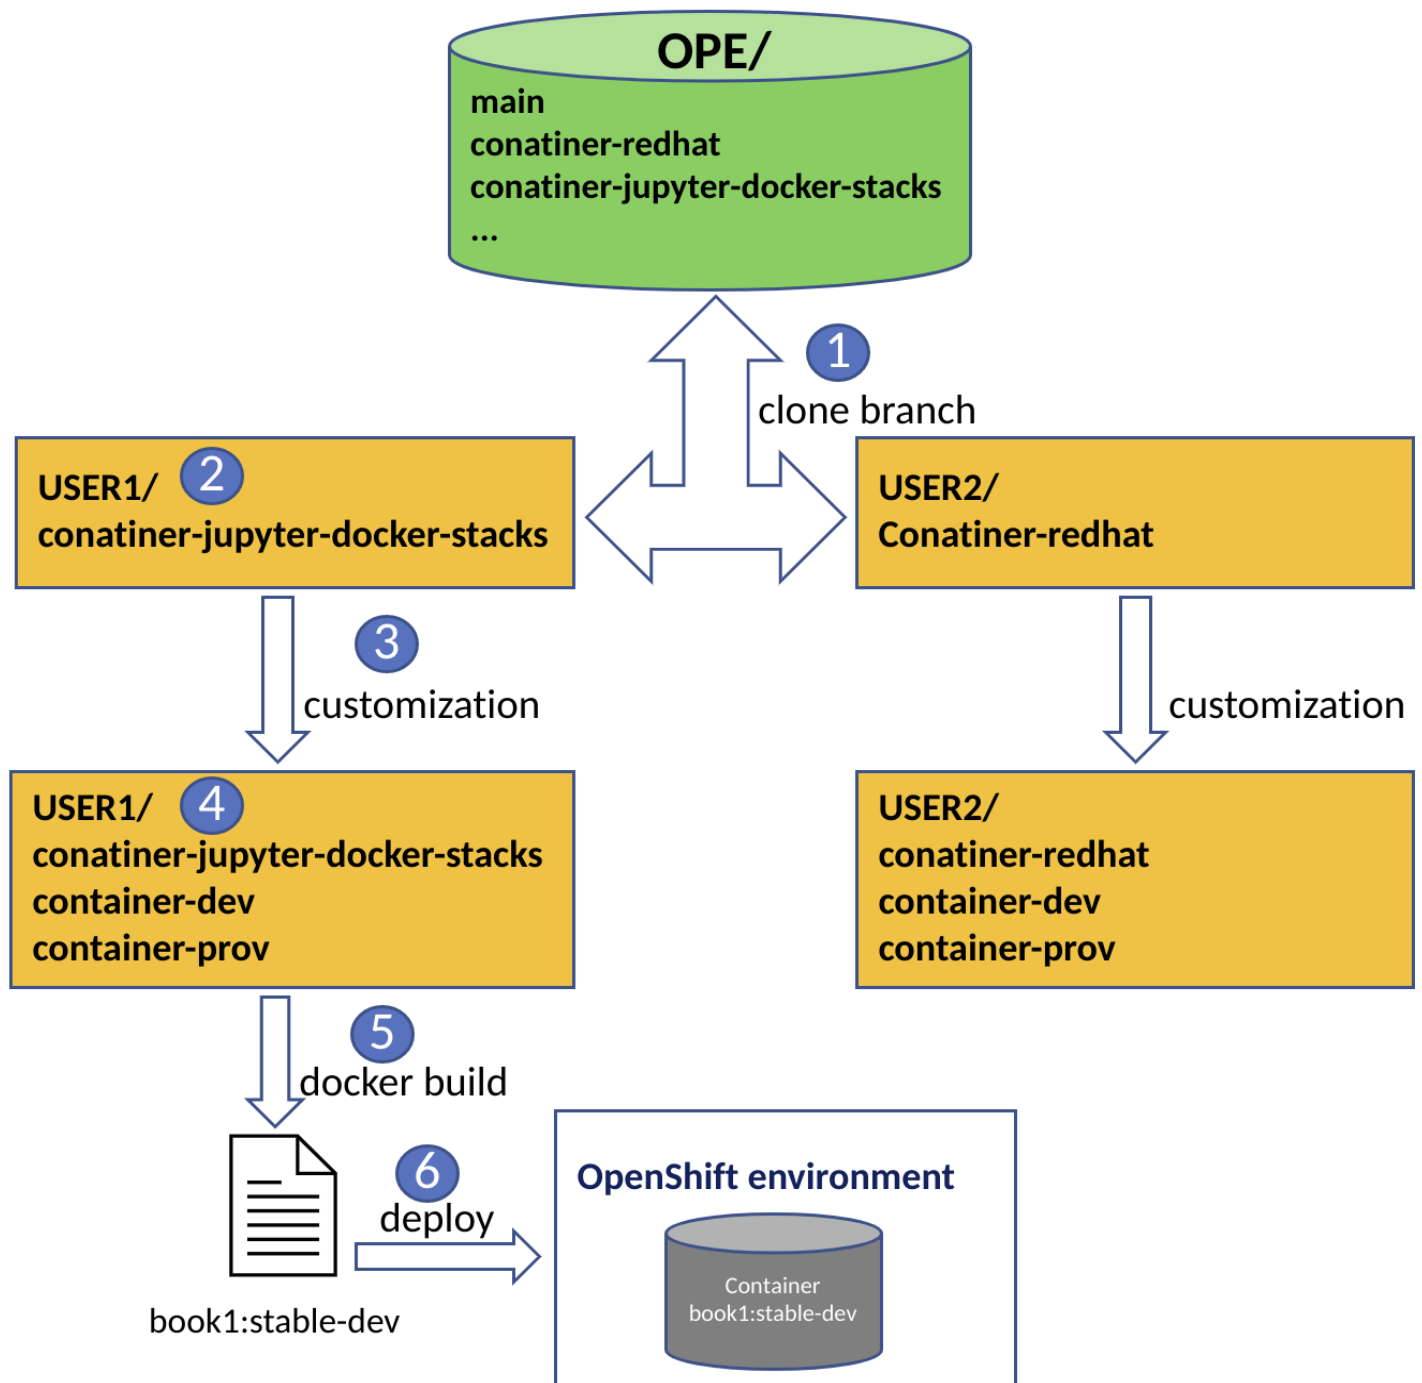 OPE/
main
conatiner-redhat
conatiner-jupyter-docker-stacks
...
1
clone branch
USER1/ 2
conatiner-jupyter-docker-stacks
USER2/
Conatiner-redhat
3
customization
customization
USER1/ 4
conatiner-jupyter-docker-stacks
container-dev
container-prov
USER2/
conatiner-redhat
container-dev
container-prov
5
docker build
6
deploy
book1:stable-dev
OpenShift environment
Container
book1:stable-dev